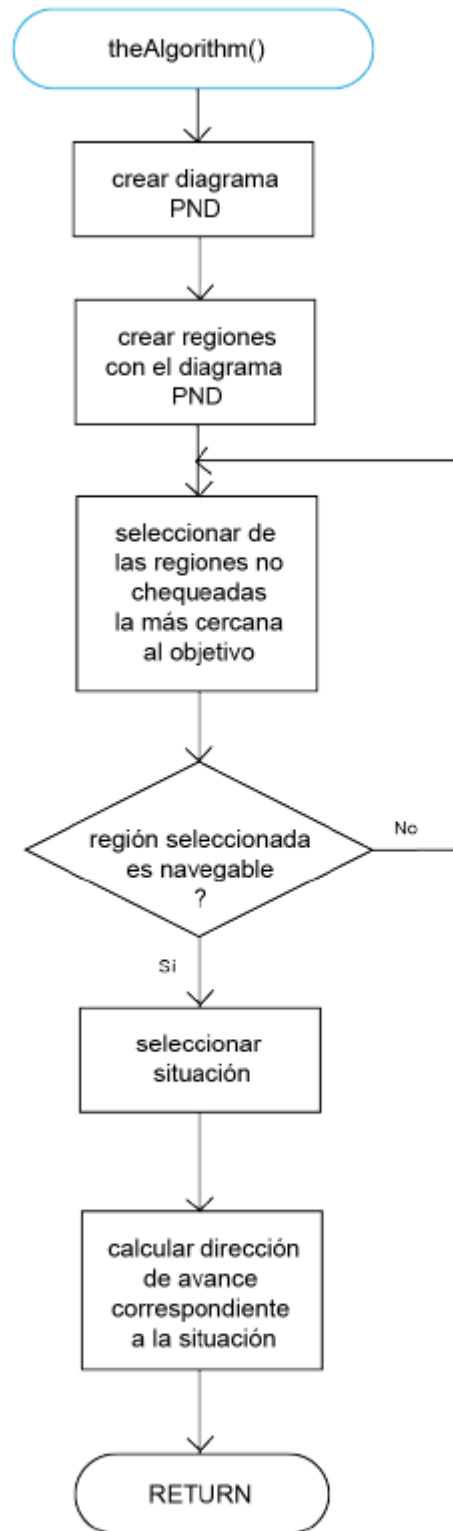 theAlgorithm()
crear diagrama
PND
crear regiones
con el diagrama
PND
seleccionar de
las regiones no
chequeadas
la más cercana
al objetivo
región seleccionada
es navegable
?
No
Si
seleccionar
situación
calcular dirección
de avance
correspondiente
a la situación
RETURN